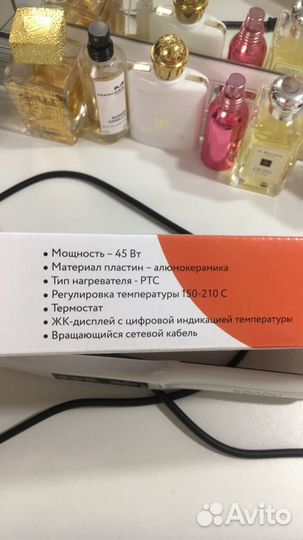 • Мощность – 45 Вт
• Материал пластин – алюмокерамика
• Тип нагревателя - РТС
• Регулировка температуры 150-210 С
• Термостат
• ЖК-дисплей с цифровой индикацией температуры
• Вращающийся сетевой кабель
Avito